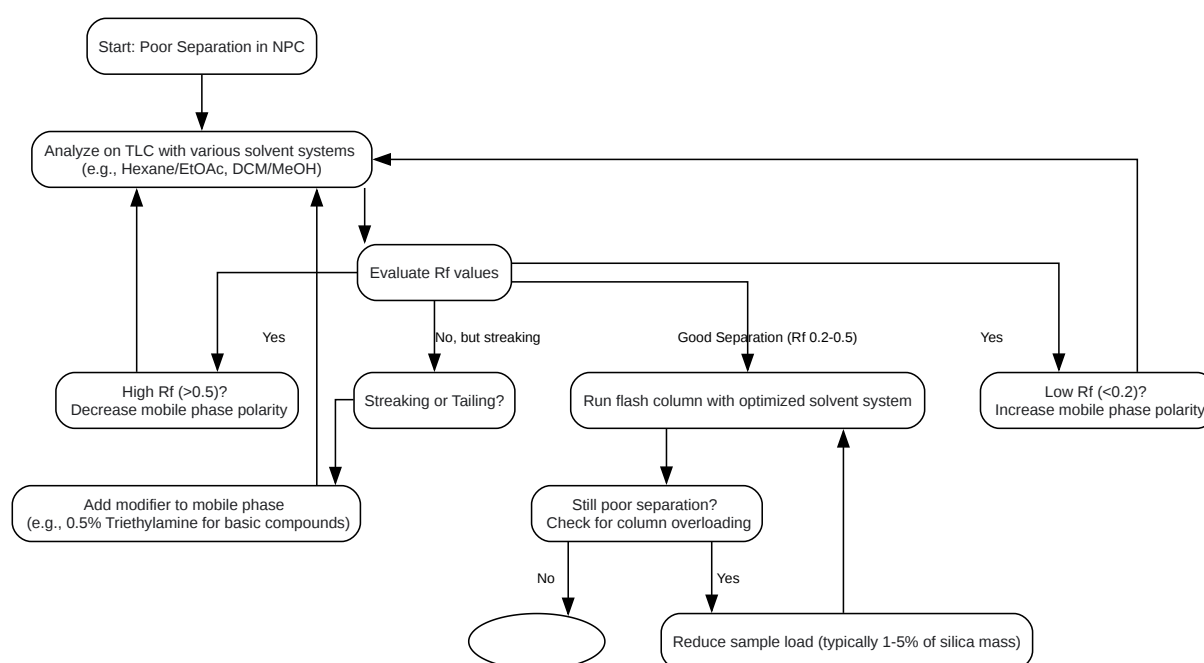 Start: Poor Separation in NPC
Analyze on TLC with various solvent systems
(e.g., Hexane/EtOAc, DCM/MeOH)
Evaluate Rf values
Yes
No, but streaking
Good Separation (Rf 0.2-0.5)
Yes
High Rf (>0.5)?
Decrease mobile phase polarity
Streaking or Tailing?
Run flash column with optimized solvent system
Low Rf (<0.2)?
Increase mobile phase polarity
Add modifier to mobile phase
(e.g., 0.5% Triethylamine for basic compounds)
Still poor separation?
Check for column overloading
No
Yes
Reduce sample load (typically 1-5% of silica mass)